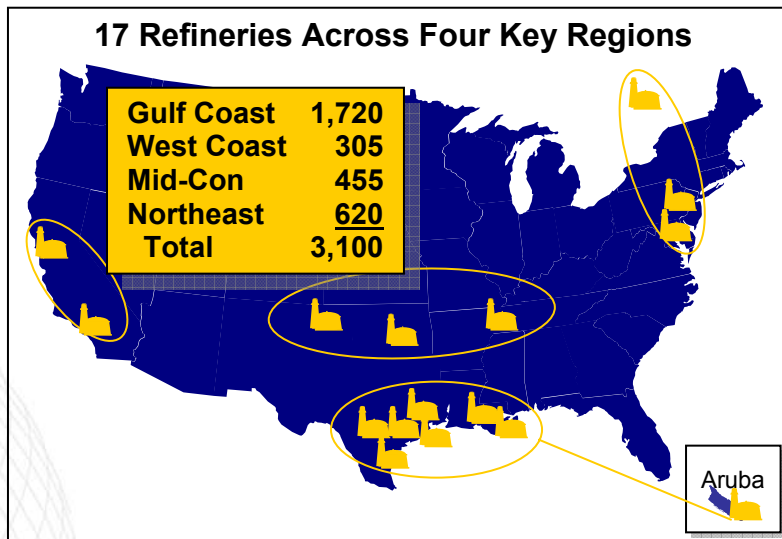 17 Refineries Across Four Key Regions
Gulf Coast 1,720
West Coast 305
Mid-Con 455
Northeast 620
Total 3,100
Aruba